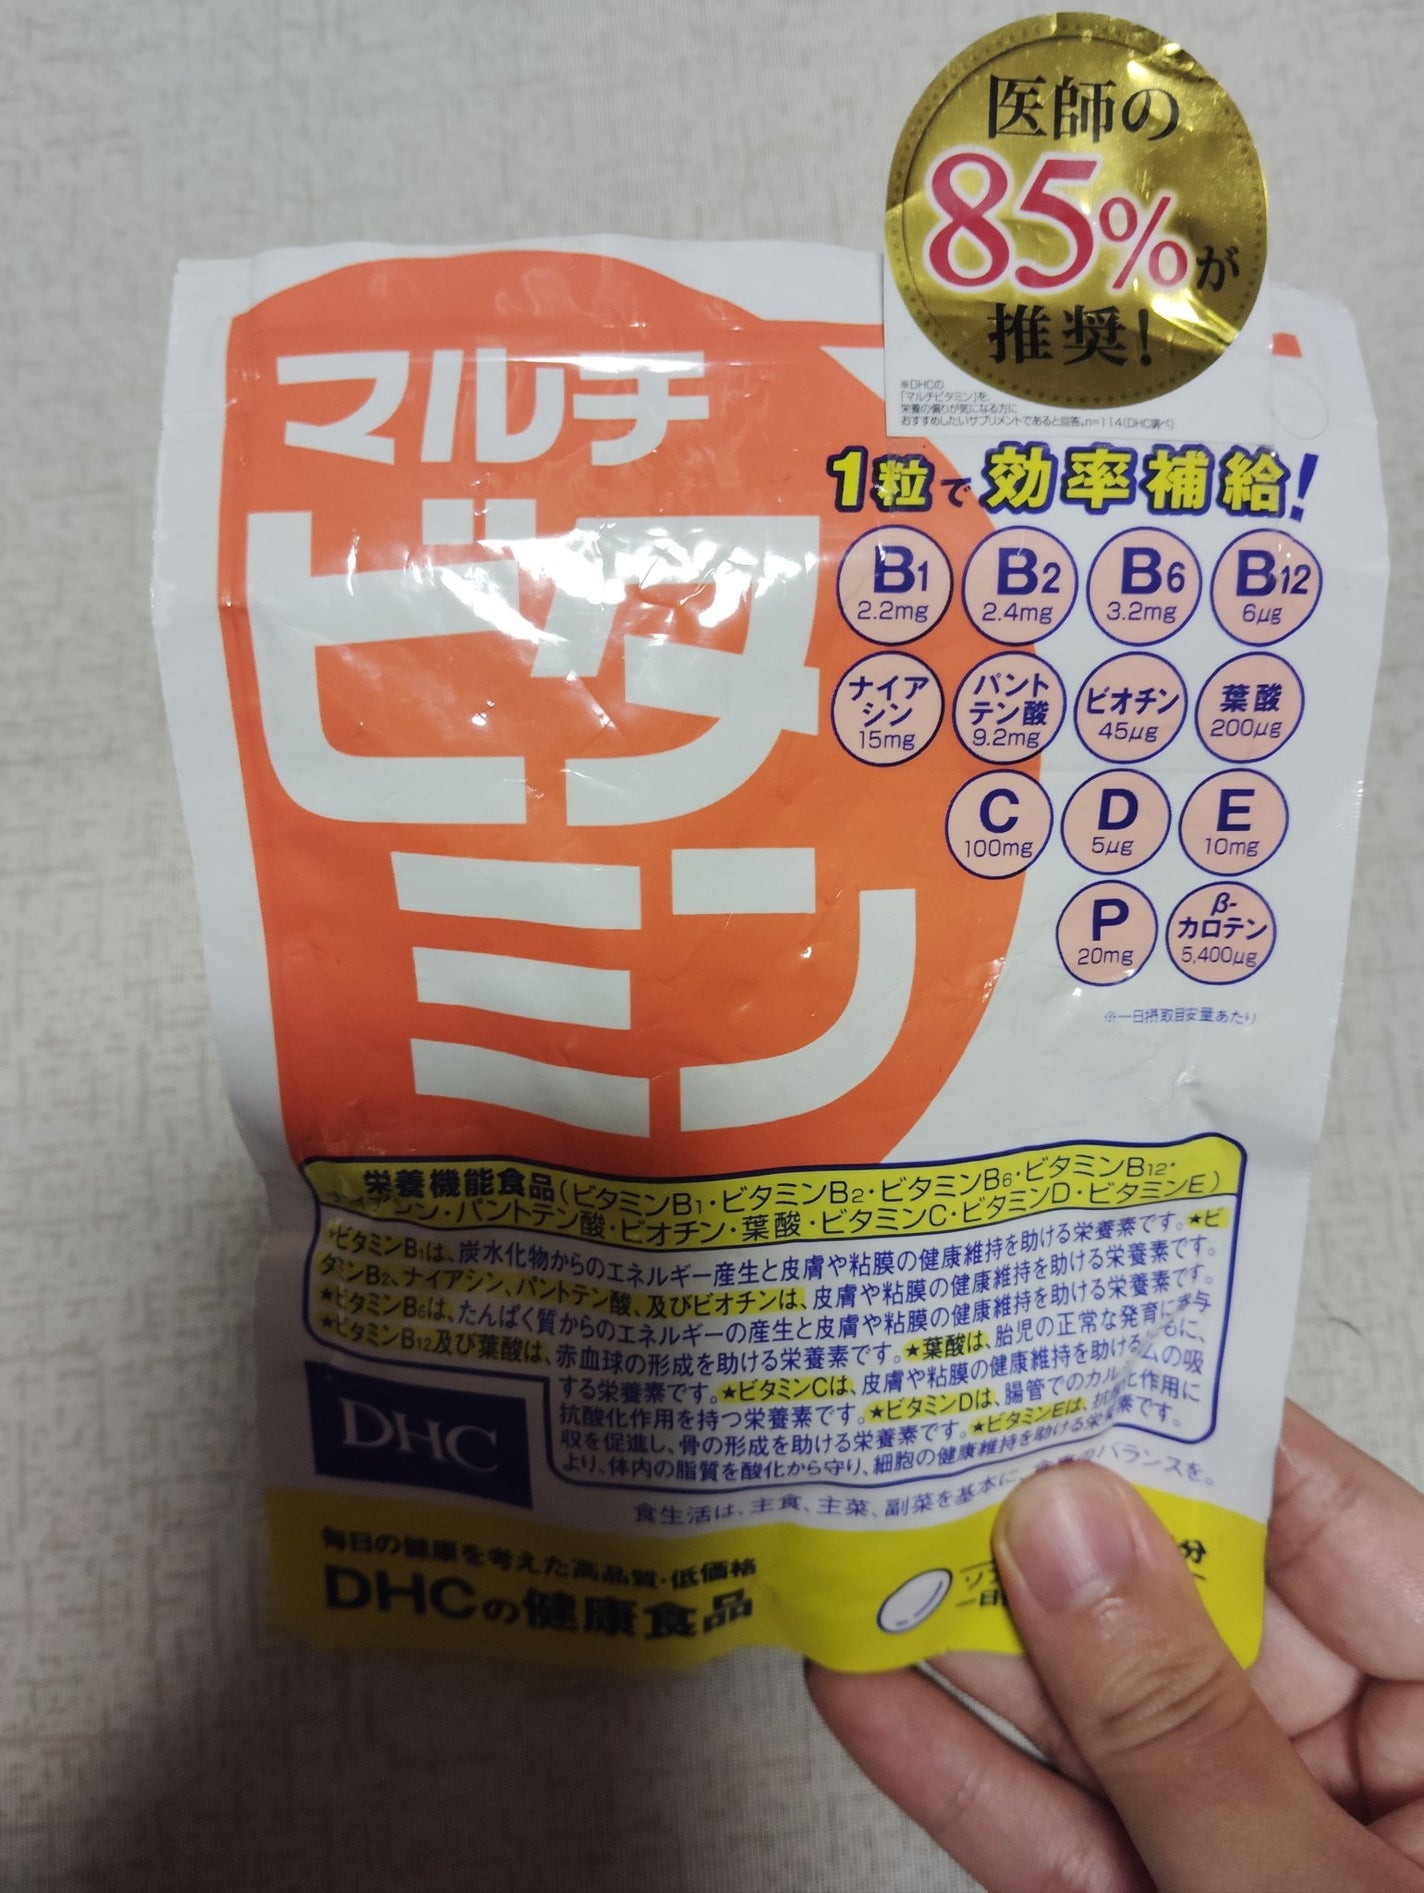 医師の
85%が
推奨!
※DHCの
「マルチビタミン」を、
栄養の偏りが気になる方に
おすすめしたいサプリメントであると回答。n=114(DHC調べ)
マルチ
ビタ
ミン
1粒で効率補給!
B1 2.2mg
B2 2.4mg
B6 3.2mg
B12 6μg
ナイアシン 15mg
パントテン酸 9.2mg
ビオチン 45μg
葉酸 200μg
C 100mg
D 5μg
E 10mg
P 20mg
β-カロテン 5,400μg
※一日摂取目安量あたり
栄養機能食品(ビタミンB1・ビタミンB2・ビタミンB6・ビタミンB12・
ナイアシン・パントテン酸・ビオチン・葉酸・ビタミンC・ビタミンD・ビタミンE)
★ビタミンB1は、炭水化物からのエネルギー産生と皮膚や粘膜の健康維持を助ける栄養素です。★ビ
タミンB2、ナイアシン、パントテン酸、及びビオチンは、皮膚や粘膜の健康維持を助ける栄養素です。
★ビタミンB6は、たんぱく質からのエネルギーの産生と皮膚や粘膜の健康維持を助ける栄養素です。
★ビタミンB12及び葉酸は、赤血球の形成を助ける栄養素です。★葉酸は、胎児の正常な発育に寄与
する栄養素です。★ビタミンCは、皮膚や粘膜の健康維持を助ける もに、
抗酸化作用を持つ栄養素です。★ビタミンDは、腸管でのカル ムの吸
収を促進し、骨の形成を助ける栄養素です。★ビタミンEは、抗 化作用に
より、体内の脂質を酸化から守り、細胞の健康維持を助ける栄 素です。
食生活は、主食、主菜、副菜を基本に、 のバランスを。
DHC
毎日の健康を考えた高品質・低価格
DHCの健康食品
分
ソ
一日